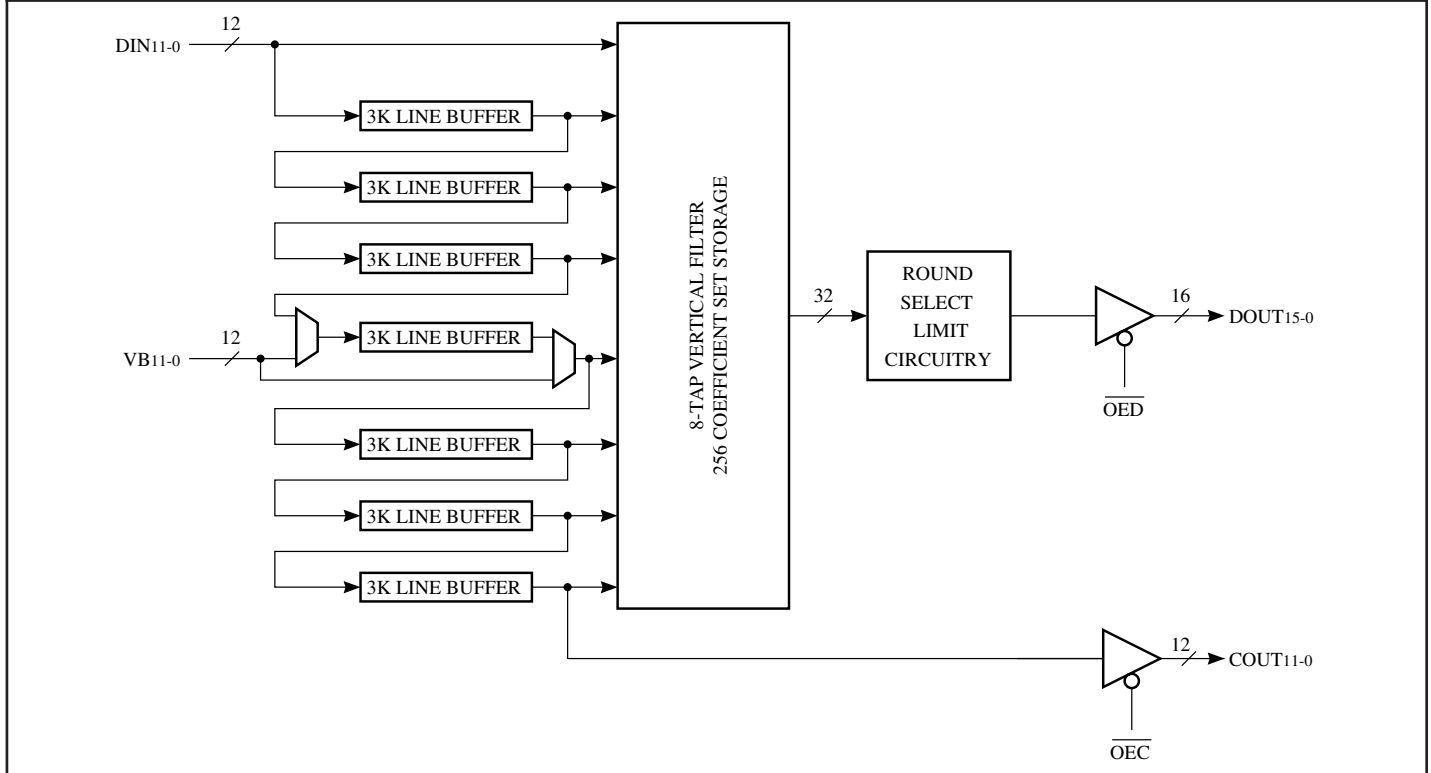 12
DIN11-0
3K LINE BUFFER
3K LINE BUFFER
3K LINE BUFFER
3K LINE BUFFER
12
VB11-0
3K LINE BUFFER
3K LINE BUFFER
3K LINE BUFFER
8-TAP VERTICAL FILTER
256 COEFFICIENT SET STORAGE
32
ROUND
SELECT
LIMIT
CIRCUITRY
16
DOUT15-0
OED
12
COUT11-0
OEC